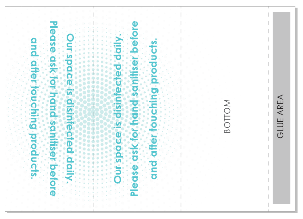 Our space is disinfected daily.
Please ask for hand sanitiser before
and after touching products.
Our space is disinfected daily.
Please ask for hand sanitiser before
and after touching products.
BOTTOM
GLUE AREA